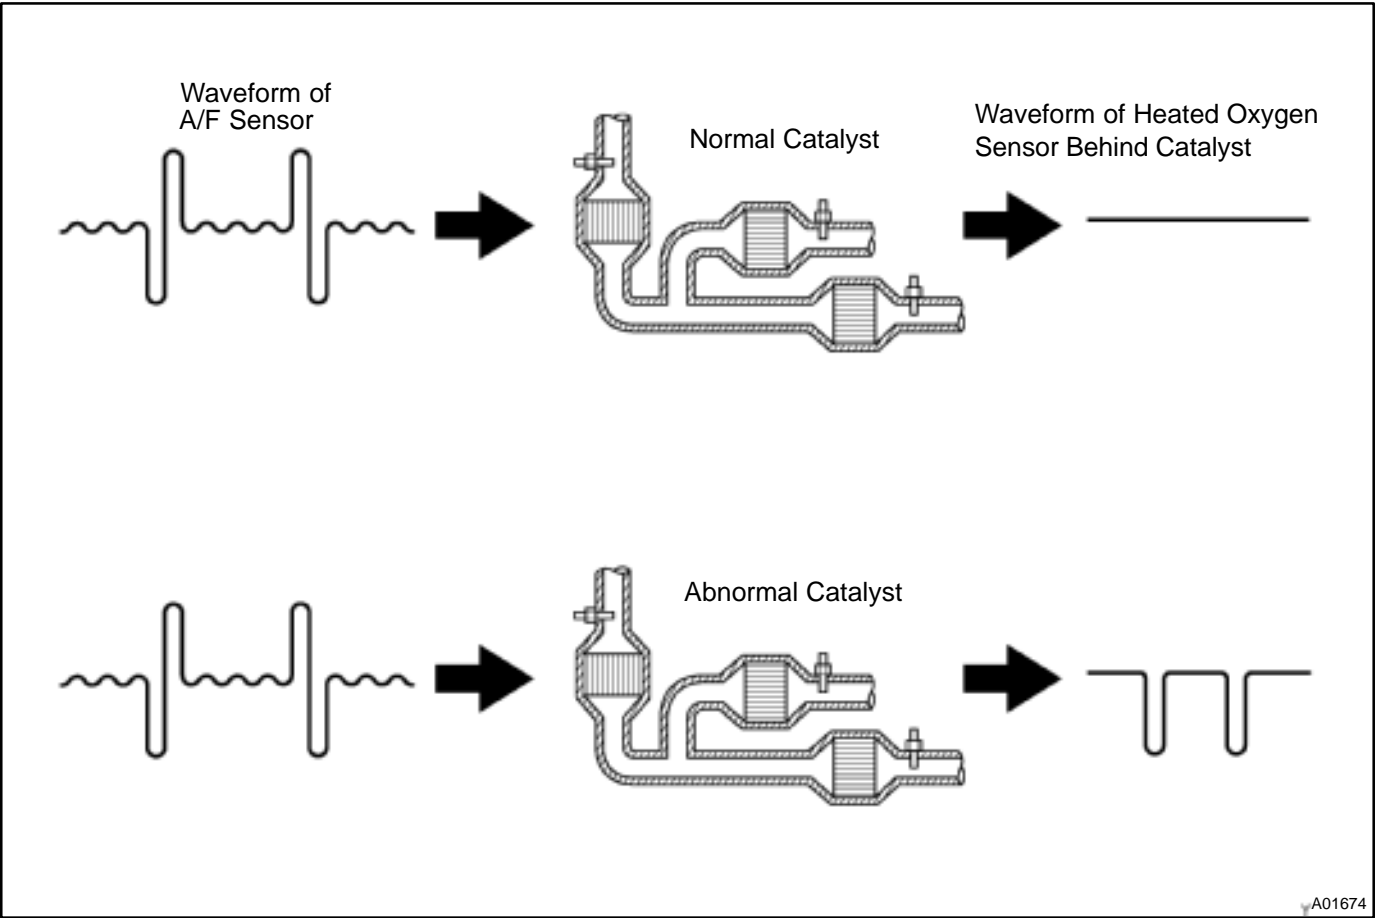 Waveform of
A/F Sensor
Normal Catalyst
Waveform of Heated Oxygen
Sensor Behind Catalyst
Abnormal Catalyst
A01674